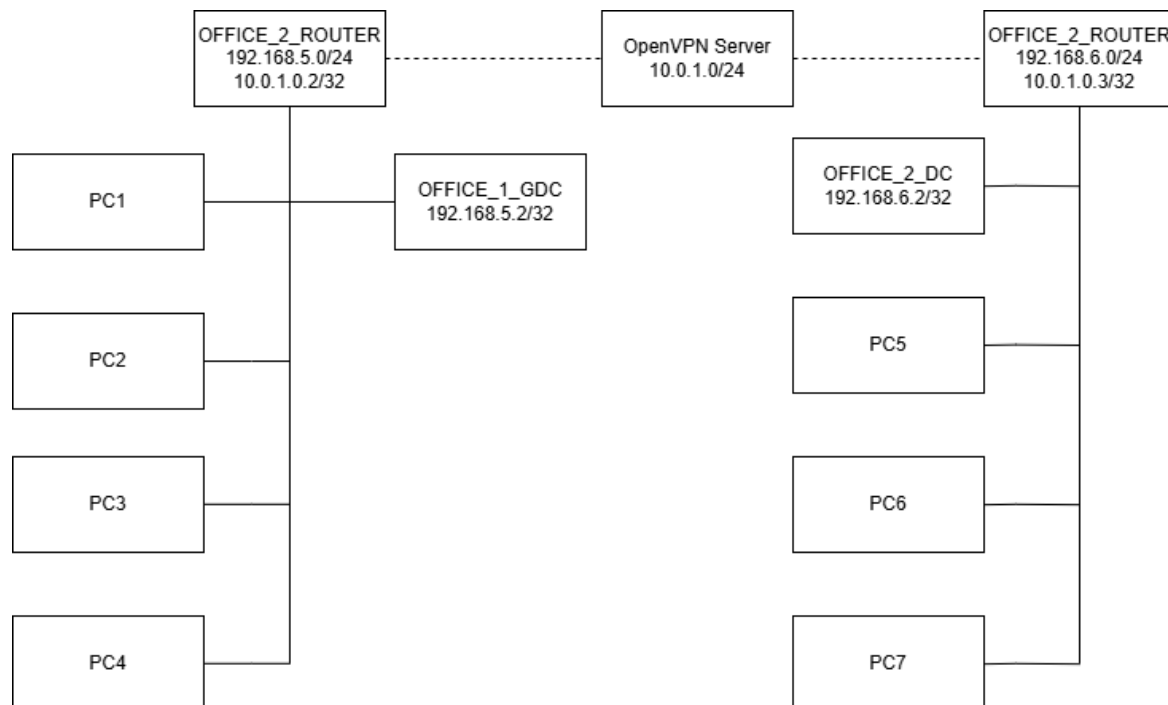 OFFICE_2_ROUTER
192.168.5.0/24
10.0.1.0.2/32
OpenVPN Server
10.0.1.0/24
OFFICE_2_ROUTER
192.168.6.0/24
10.0.1.0.3/32
PC1
OFFICE_1_GDC
192.168.5.2/32
OFFICE_2_DC
192.168.6.2/32
PC2
PC5
PC3
PC6
PC4
PC7